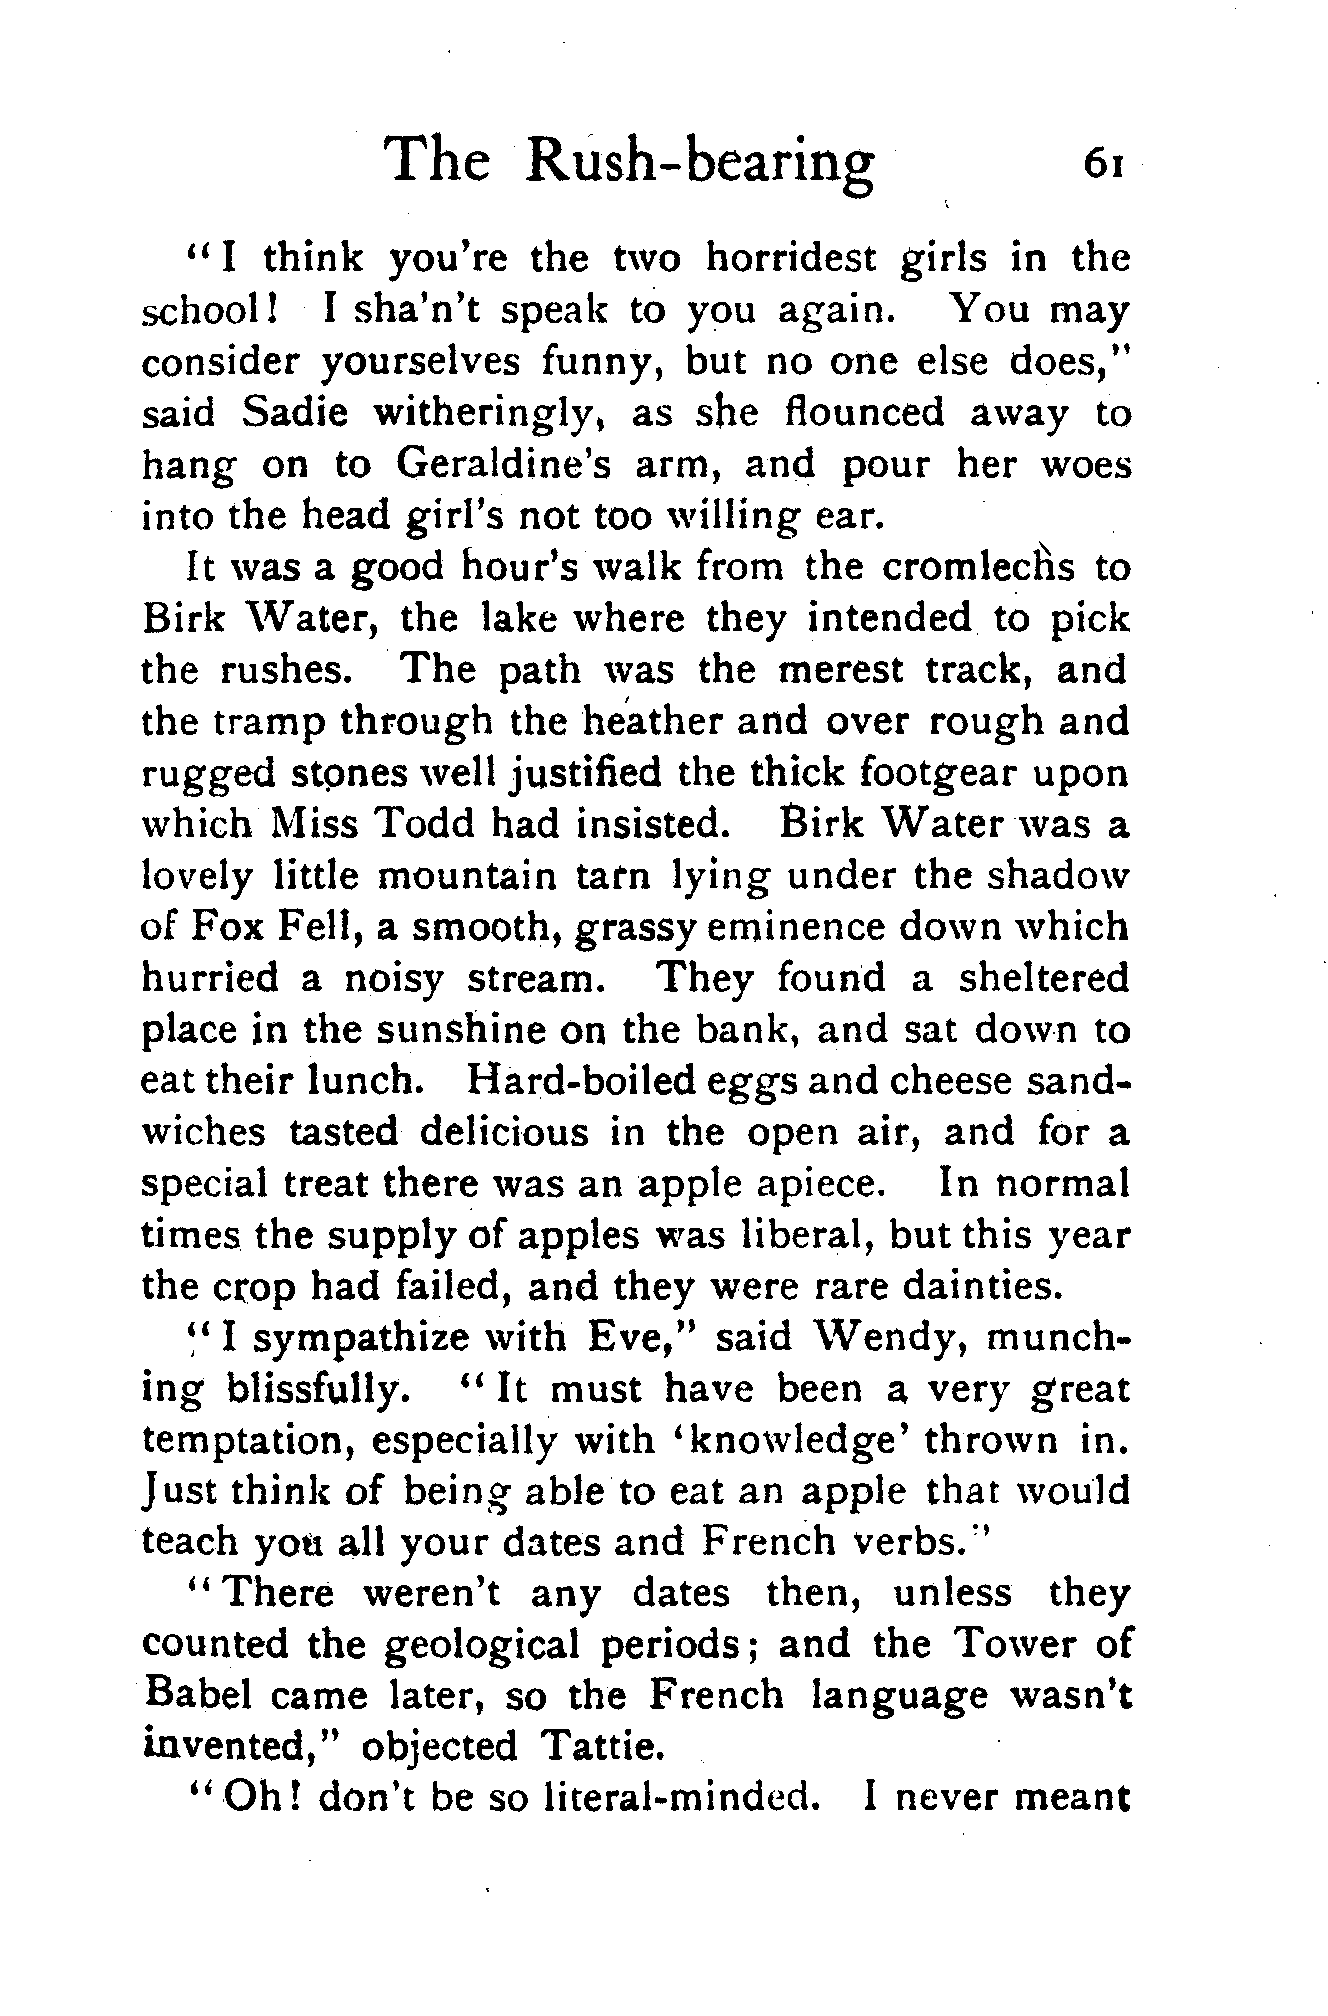 The Rush-bearing 61
"I think you're the two horridest girls in the
school! I sha'n't speak to you again. You may
consider yourselves funny, but no one else does,"
said Sadie witheringly, as she flounced away to
hang on to Geraldine's arm, and pour her woes
into the head girl's not too willing ear.
It was a good hour's walk from the cromlechs to
Birk Water, the lake where they intended to pick
the rushes. The path was the merest track, and
the tramp through the heather and over rough and
rugged stones well justified the thick footgear upon
which Miss Todd had insisted. Birk Water was a
lovely little mountain tarn lying under the shadow
of Fox Fell, a smooth, grassy eminence down which
hurried a noisy stream. They found a sheltered
place in the sunshine on the bank, and sat down to
eat their lunch. Hard-boiled eggs and cheese sand-
wiches tasted delicious in the open air, and for a
special treat there was an apple apiece. In normal
times the supply of apples was liberal, but this year
the crop had failed, and they were rare dainties.
"I sympathize with Eve," said Wendy, munch-
ing blissfully. "It must have been a very great
temptation, especially with 'knowledge' thrown in.
Just think of being able to eat an apple that would
teach you all your dates and French verbs."
"There weren't any dates then, unless they
counted the geological periods; and the Tower of
Babel came later, so the French language wasn't
invented," objected Tattie.
"Oh! don't be so literal-minded. I never meant